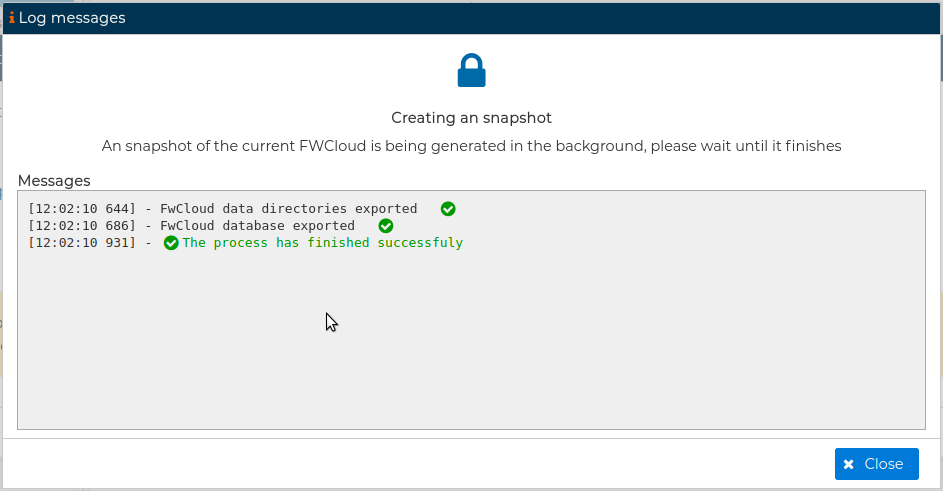 Log messages
Creating an snapshot
An snapshot of the current FWCloud is being generated in the background, please wait until it finishes
Messages
[12:02:10 644] - FwCloud data directories exported
[12:02:10 686] - FwCloud database exported
[12:02:10 931] - The process has finished successfuly
Close